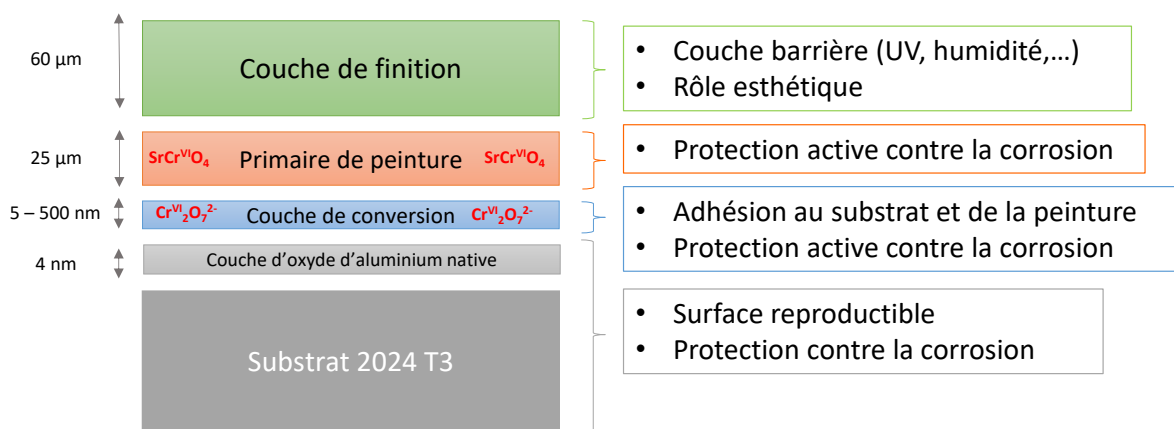 60 µm
Couche de finition
• Couche barrière (UV, humidité,…)
• Rôle esthétique
25 µm
SrCrⱽᴵO₄ Primaire de peinture SrCrⱽᴵO₄
• Protection active contre la corrosion
5 – 500 nm
Crⱽᴵ₂O₇²⁻ Couche de conversion Crⱽᴵ₂O₇²⁻
• Adhésion au substrat et de la peinture
• Protection active contre la corrosion
4 nm
Couche d’oxyde d’aluminium native
Substrat 2024 T3
• Surface reproductible
• Protection contre la corrosion